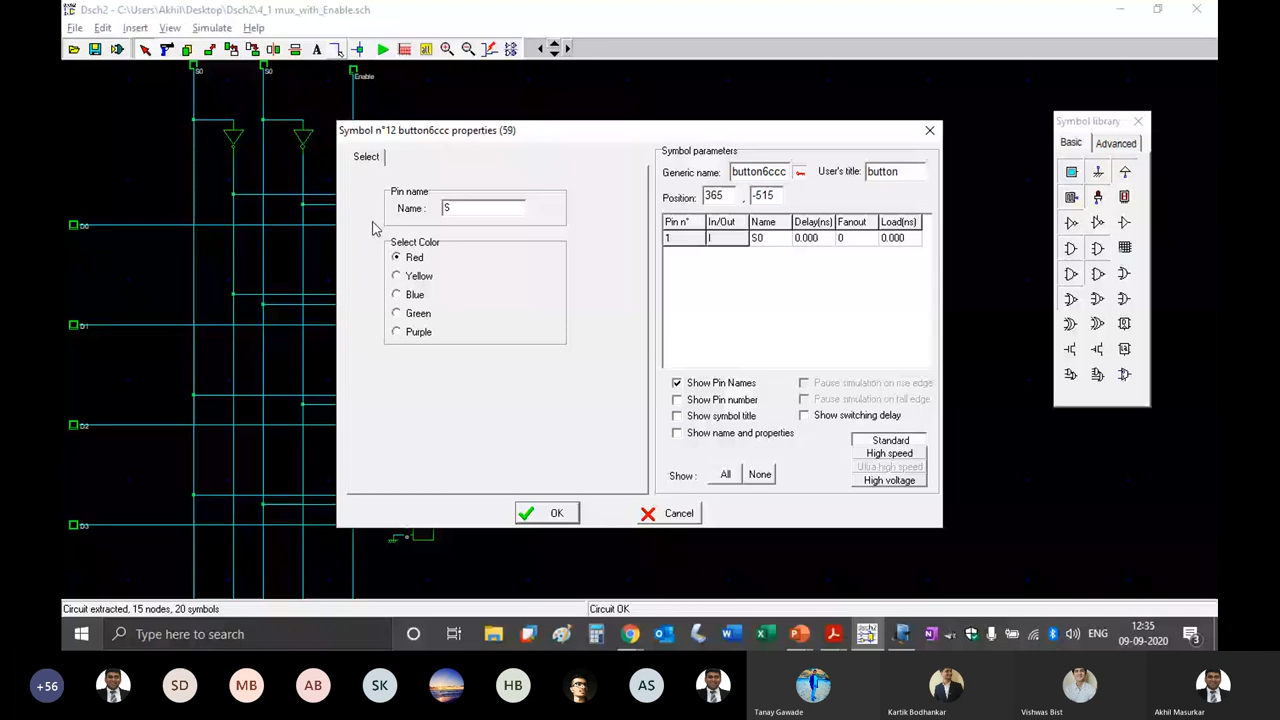 Dsch2 - C:\Users\Akhil\Desktop\Dsch2\4_1 mux_with_Enable.sch
File Edit Insert View Simulate Help
S0 S0 Enable
D0
D1
D2
D3
Symbol n°12 button6ccc properties (59)
Select
Pin name
Name : S
Select Color
Red
Yellow
Blue
Green
Purple
Symbol parameters
Generic name: button6ccc User's title: button
Position: 365 , -515
Pin n° In/Out Name Delay(ns) Fanout Load(ns)
1 I S0 0.000 0 0.000
Show Pin Names Pause simulation on rise edge
Show Pin number Pause simulation on fall edge
Show symbol title Show switching delay
Show name and properties
Standard
High speed
Ultra high speed
High voltage
Show : All None
OK Cancel
Symbol library
Basic Advanced
Circuit extracted, 15 nodes, 20 symbols Circuit OK
Type here to search
ENG
12:35
09-09-2020
3
+56 SD MB AB SK HB AS
Tanay Gawade Kartik Bodhankar Vishwas Bist Akhil Masurkar